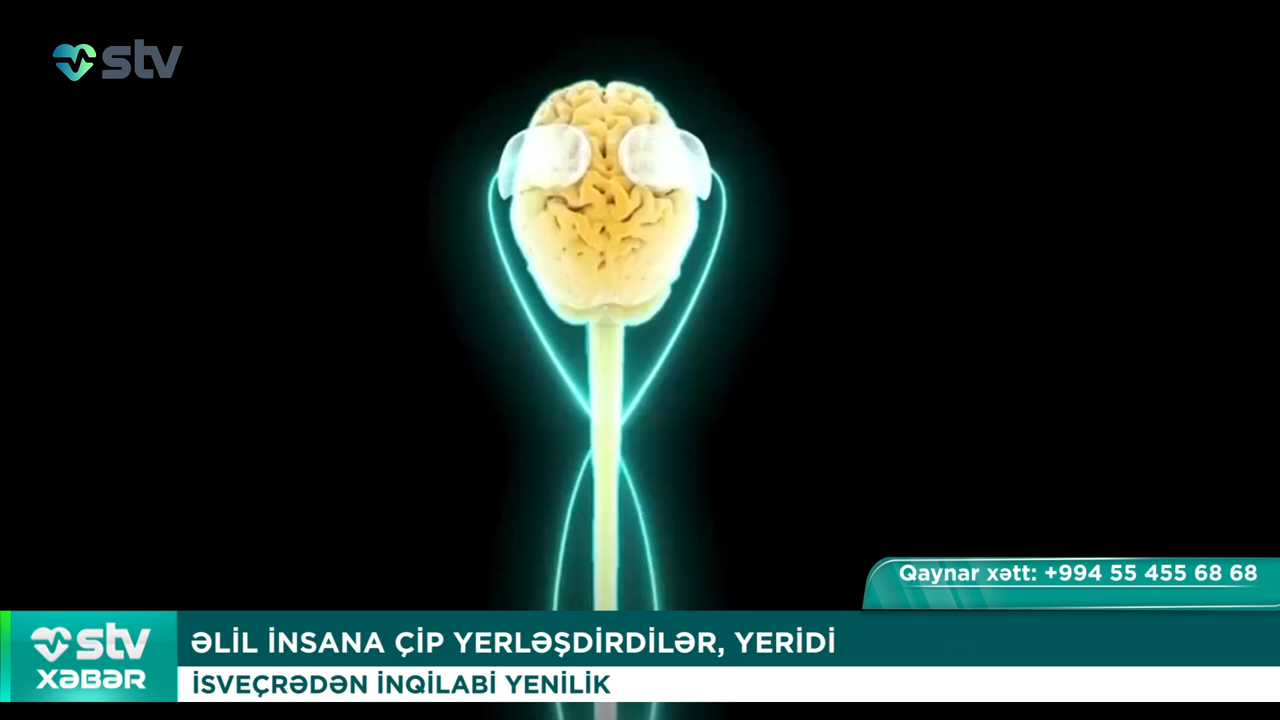 stv
Qaynar xətt: +994 55 455 68 68
stv
XƏBƏR
ƏLİL İNSANA ÇİP YERLƏŞDİRDİLƏR, YERİDİ
İSVEÇRƏDƏN İNQİLABİ YENİLİK